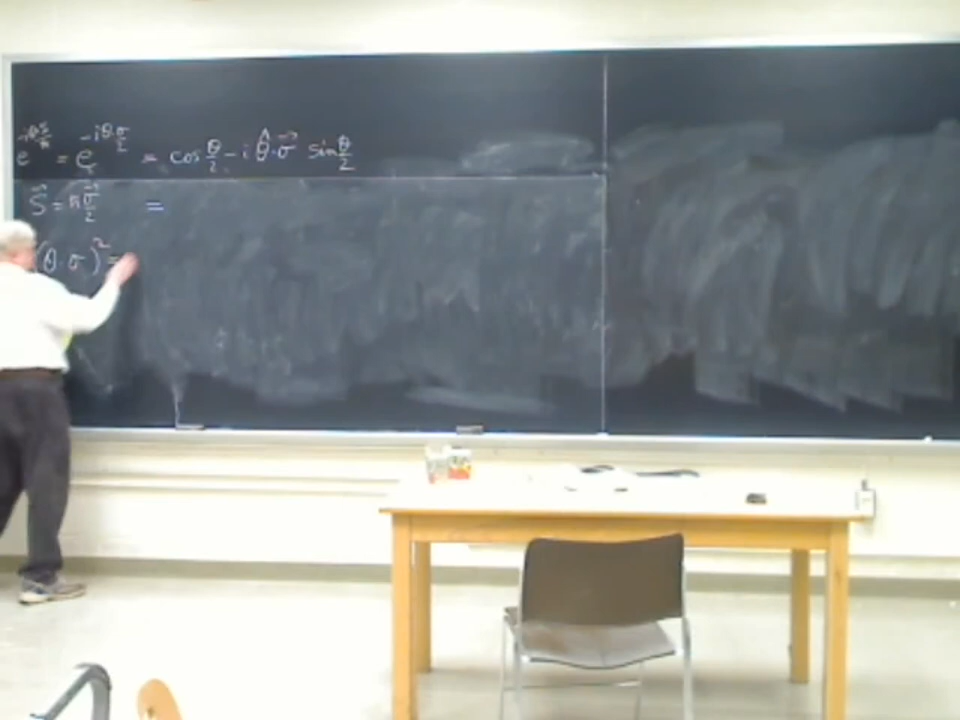 e^{-iθ·S/ħ} = e^{-iθ·σ/2} = cos θ/2 - i θ̂·σ⃗ sin θ/2
S⃗ = ħ σ⃗/2 =
(θ·σ)² =